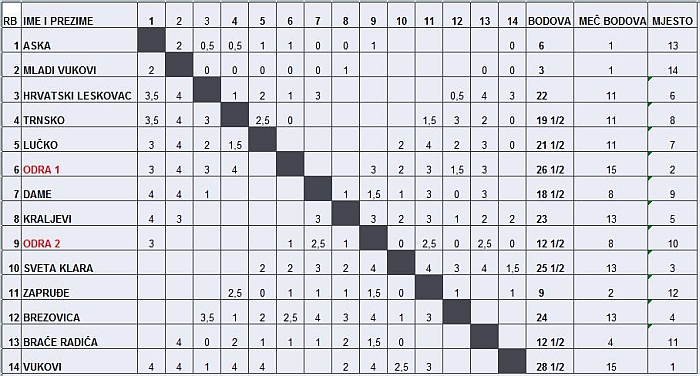 RB IME I PREZIME 1 2 3 4 5 6 7 8 9 10 11 12 13 14 BODOVA MEČ BODOVA MJESTO
1 ASKA 2 0,5 0,5 1 1 0 0 1 0 6 1 13
2 MLADI VUKOVI 2 0 0 0 0 0 1 0 0 3 1 14
3 HRVATSKI LESKOVAC 3,5 4 1 2 1 3 0,5 4 3 22 11 6
4 TRNSKO 3,5 4 3 2,5 0 1,5 3 2 0 19 1/2 11 8
5 LUČKO 3 4 2 1,5 2 4 2 3 0 21 1/2 11 7
6 ODRA 1 3 4 3 4 3 2 3 1,5 3 26 1/2 15 2
7 DAME 4 4 1 1 1,5 1 3 0 3 18 1/2 8 9
8 KRALJEVI 4 3 3 3 2 3 1 2 2 23 13 5
9 ODRA 2 3 1 2,5 1 0 2,5 0 2,5 0 12 1/2 8 10
10 SVETA KLARA 2 2 3 2 4 4 3 4 1,5 25 1/2 13 3
11 ZAPRUĐE 2,5 0 1 1 1 1,5 0 1 1 9 2 12
12 BREZOVICA 3,5 1 2 2,5 4 3 4 1 3 24 13 4
13 BRAĆE RADIĆA 4 0 2 1 1 1 2 1,5 0 12 1/2 4 11
14 VUKOVI 4 4 1 4 4 2 4 2,5 3 28 1/2 15 1